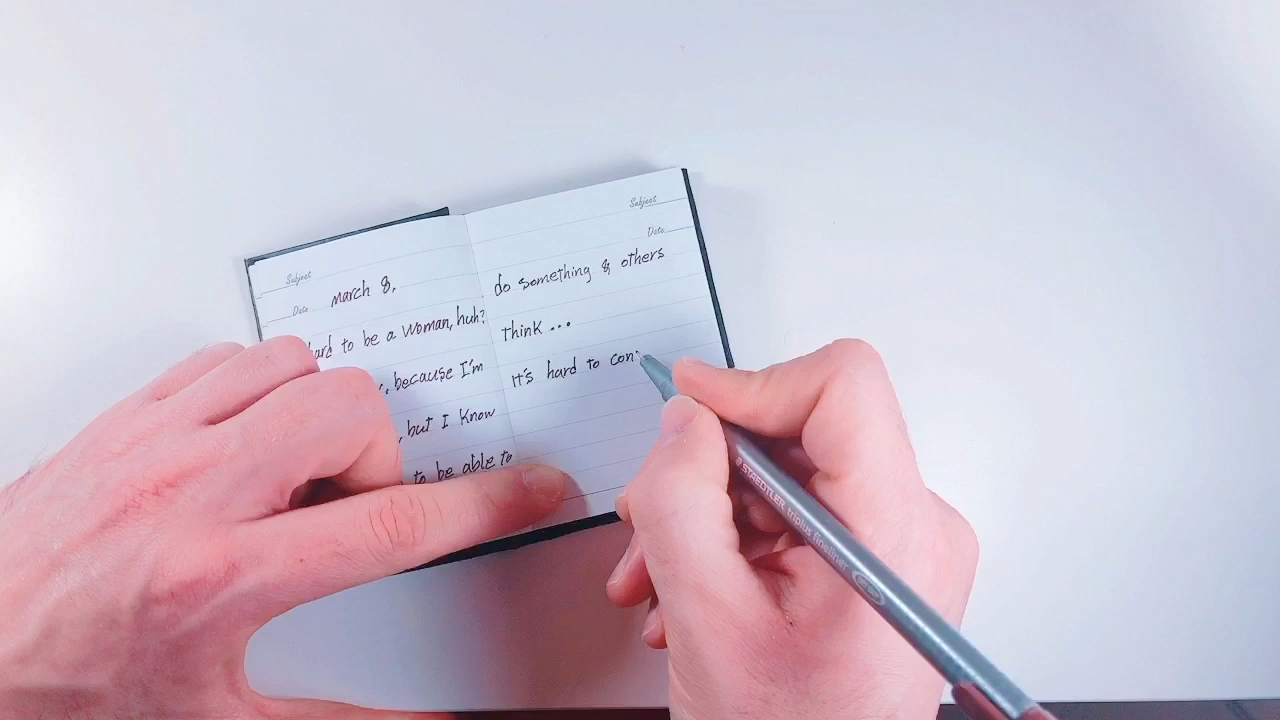 Subject
Date
March 8,
hard to be a woman, huh?
, because I'm
, but I know
to be able to
Subject
Date
do something & others
think...
It's hard to con
STAEDTLER triplus fineliner